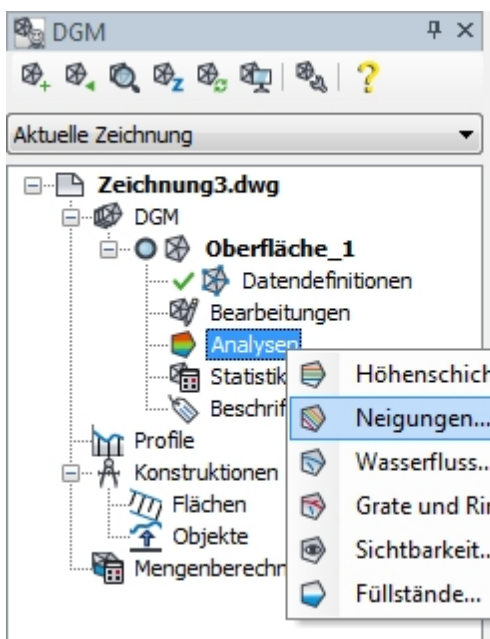 DGM
Aktuelle Zeichnung
Zeichnung3.dwg
DGM
Oberfläche_1
Datendefinitionen
Bearbeitungen
Analysen
Statistik
Beschrif
Profile
Konstruktionen
Flächen
Objekte
Mengenberechn
Höhenschich
Neigungen...
Wasserfluss..
Grate und Rin
Sichtbarkeit..
Füllstände...